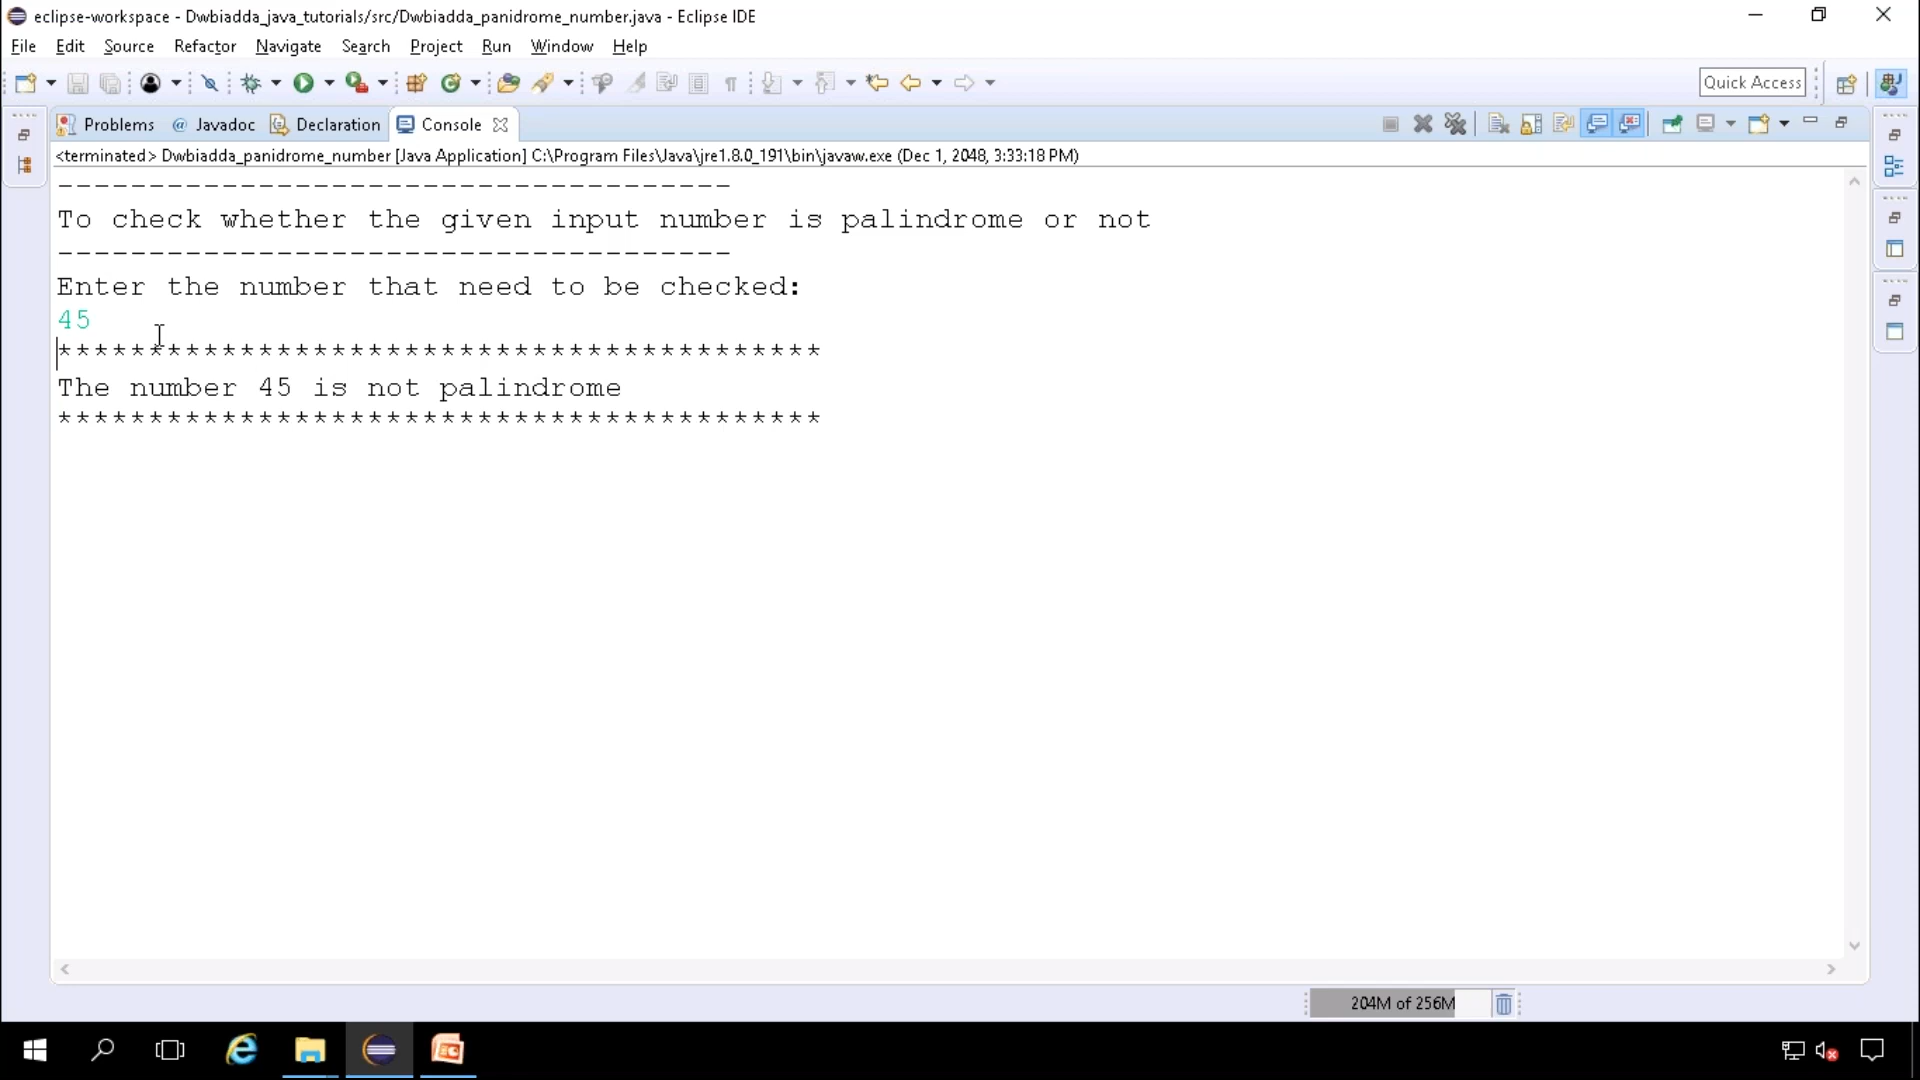 eclipse-workspace - Dwbiadda_java_tutorials/src/Dwbiadda_panidrome_number.java - Eclipse IDE
File Edit Source Refactor Navigate Search Project Run Window Help
Quick Access
Problems @ Javadoc Declaration Console
<terminated> Dwbiadda_panidrome_number [Java Application] C:\Program Files\Java\jre1.8.0_191\bin\javaw.exe (Dec 1, 2048, 3:33:18 PM)
-------------------------------------
To check whether the given input number is palindrome or not
-------------------------------------
Enter the number that need to be checked:
45
******************************************
The number 45 is not palindrome
******************************************
204M of 256M